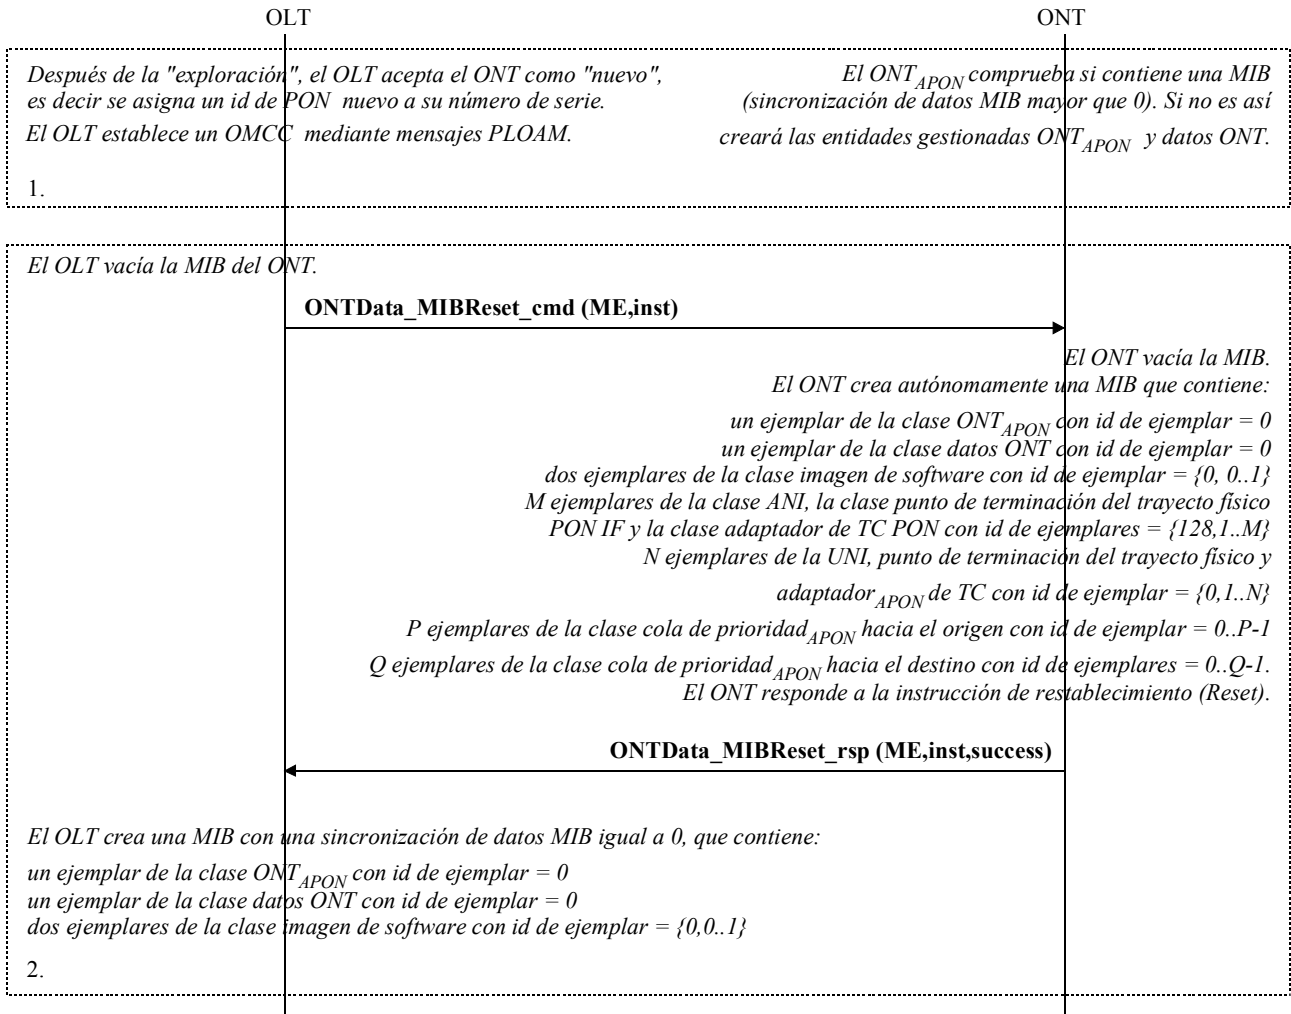 OLT
ONT
Después de la "exploración", el OLT acepta el ONT como "nuevo",
es decir se asigna un id de PON nuevo a su número de serie.
El OLT establece un OMCC mediante mensajes PLOAM.
El ONT_APON comprueba si contiene una MIB
(sincronización de datos MIB mayor que 0). Si no es así
creará las entidades gestionadas ONT_APON y datos ONT.
1.
El OLT vacía la MIB del ONT.
ONTData_MIBReset_cmd (ME,inst)
El ONT vacía la MIB.
El ONT crea autónomamente una MIB que contiene:
un ejemplar de la clase ONT_APON con id de ejemplar = 0
un ejemplar de la clase datos ONT con id de ejemplar = 0
dos ejemplares de la clase imagen de software con id de ejemplar = {0, 0..1}
M ejemplares de la clase ANI, la clase punto de terminación del trayecto físico
PON IF y la clase adaptador de TC PON con id de ejemplares = {128,1..M}
N ejemplares de la UNI, punto de terminación del trayecto físico y
adaptador_APON de TC con id de ejemplar = {0,1..N}
P ejemplares de la clase cola de prioridad_APON hacia el origen con id de ejemplar = 0..P-1
Q ejemplares de la clase cola de prioridad_APON hacia el destino con id de ejemplares = 0..Q-1.
El ONT responde a la instrucción de restablecimiento (Reset).
ONTData_MIBReset_rsp (ME,inst,success)
El OLT crea una MIB con una sincronización de datos MIB igual a 0, que contiene:
un ejemplar de la clase ONT_APON con id de ejemplar = 0
un ejemplar de la clase datos ONT con id de ejemplar = 0
dos ejemplares de la clase imagen de software con id de ejemplar = {0,0..1}
2.